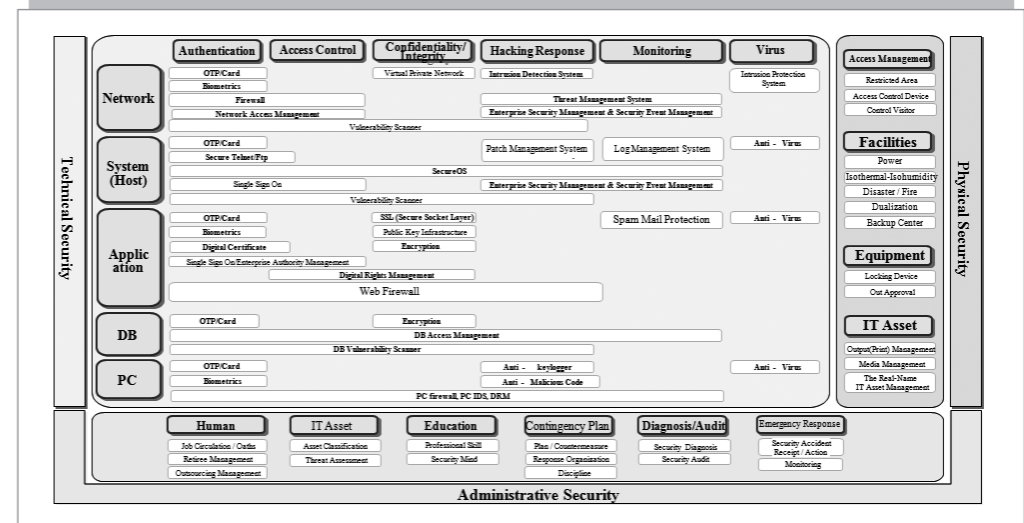 Technical Security
Authentication
Access Control
Confidentiality/
Integrity
Hacking Response
Monitoring
Virus
Network
OTP/Card
Virtual Private Network
Intrusion Detection System
Intrusion Protection
System
Biometrics
Firewall
Threat Management System
Network Access Management
Enterprise Security Management & Security Event Management
Vulnerability Scanner
System
(Host)
OTP/Card
Patch Management System
Log Management System
Anti - Virus
Secure Telnet/Ftp
SecureOS
Single Sign On
Enterprise Security Management & Security Event Management
Vulnerability Scanner
Applic
ation
OTP/Card
SSL (Secure Socket Layer)
Spam Mail Protection
Anti - Virus
Biometrics
Public Key Infrastructure
Digital Certificate
Encryption
Single Sign On/Enterprise Authority Management
Digital Rights Management
Web Firewall
DB
OTP/Card
Encryption
DB Access Management
DB Vulnerability Scanner
PC
OTP/Card
Anti - keylogger
Anti - Virus
Biometrics
Anti - Malicious Code
PC firewall, PC IDS, DRM
Access Management
Restricted Area
Access Control Device
Control Visitor
Facilities
Power
Isothermal-Isohumidity
Disaster / Fire
Dualization
Backup Center
Equipment
Locking Device
Out Approval
IT Asset
Output(Print) Management
Media Management
The Real-Name
IT Asset Management
Physical Security
Human
Job Circulation / Oaths
Retiree Management
Outsourcing Management
IT Asset
Asset Classification
Threat Assessment
Education
Professional Skill
Security Mind
Contingency Plan
Plan / Countermeasure
Response Organization
Discipline
Diagnosis/Audit
Security Diagnosis
Security Audit
Emergency Response
Security Accident
Receipt / Action
Monitoring
Administrative Security